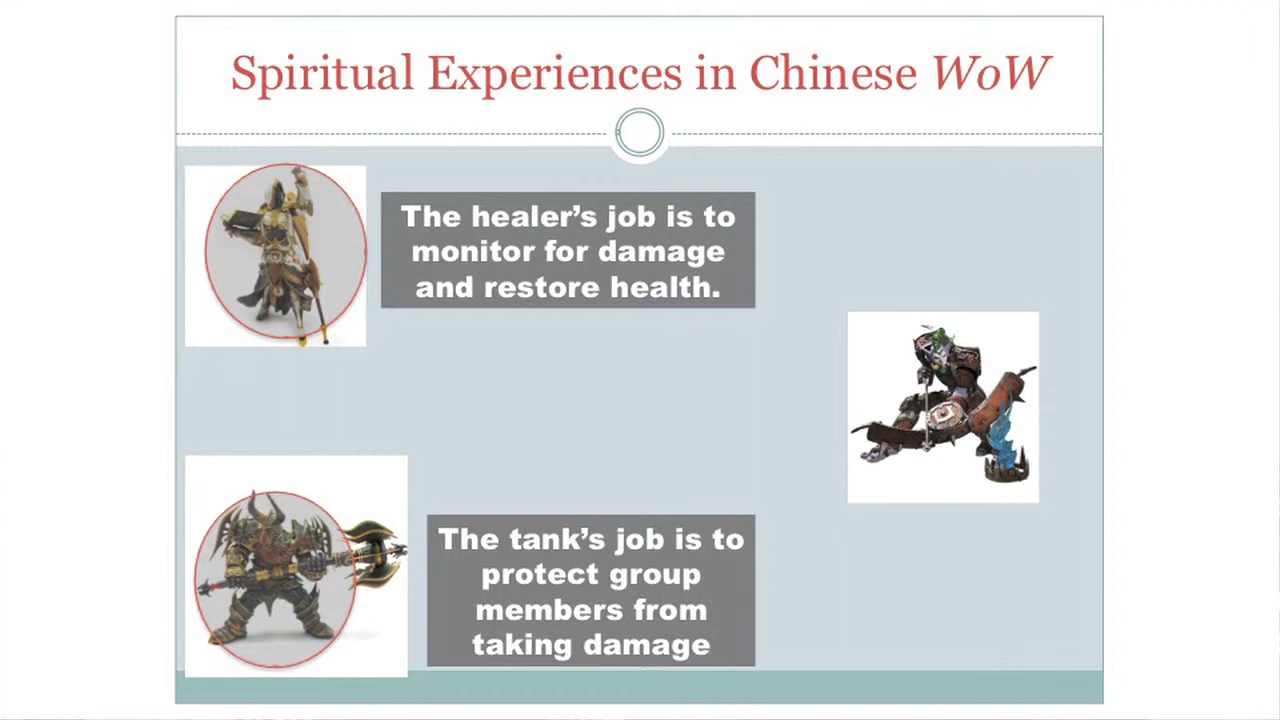 Spiritual Experiences in Chinese WoW
The healer’s job is to
monitor for damage
and restore health.
The tank’s job is to
protect group
members from
taking damage